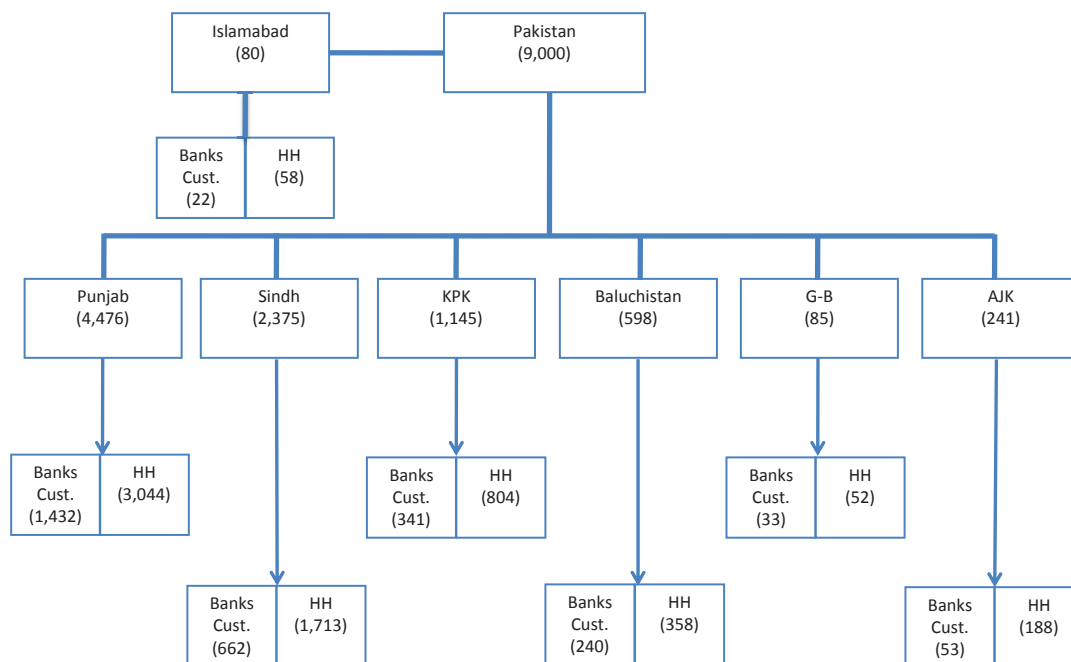 Islamabad
(80)
Pakistan
(9,000)
Banks
Cust.
(22)
HH
(58)
Punjab
(4,476)
Sindh
(2,375)
KPK
(1,145)
Baluchistan
(598)
G-B
(85)
AJK
(241)
Banks
Cust.
(1,432)
HH
(3,044)
Banks
Cust.
(341)
HH
(804)
Banks
Cust.
(33)
HH
(52)
Banks
Cust.
(662)
HH
(1,713)
Banks
Cust.
(240)
HH
(358)
Banks
Cust.
(53)
HH
(188)